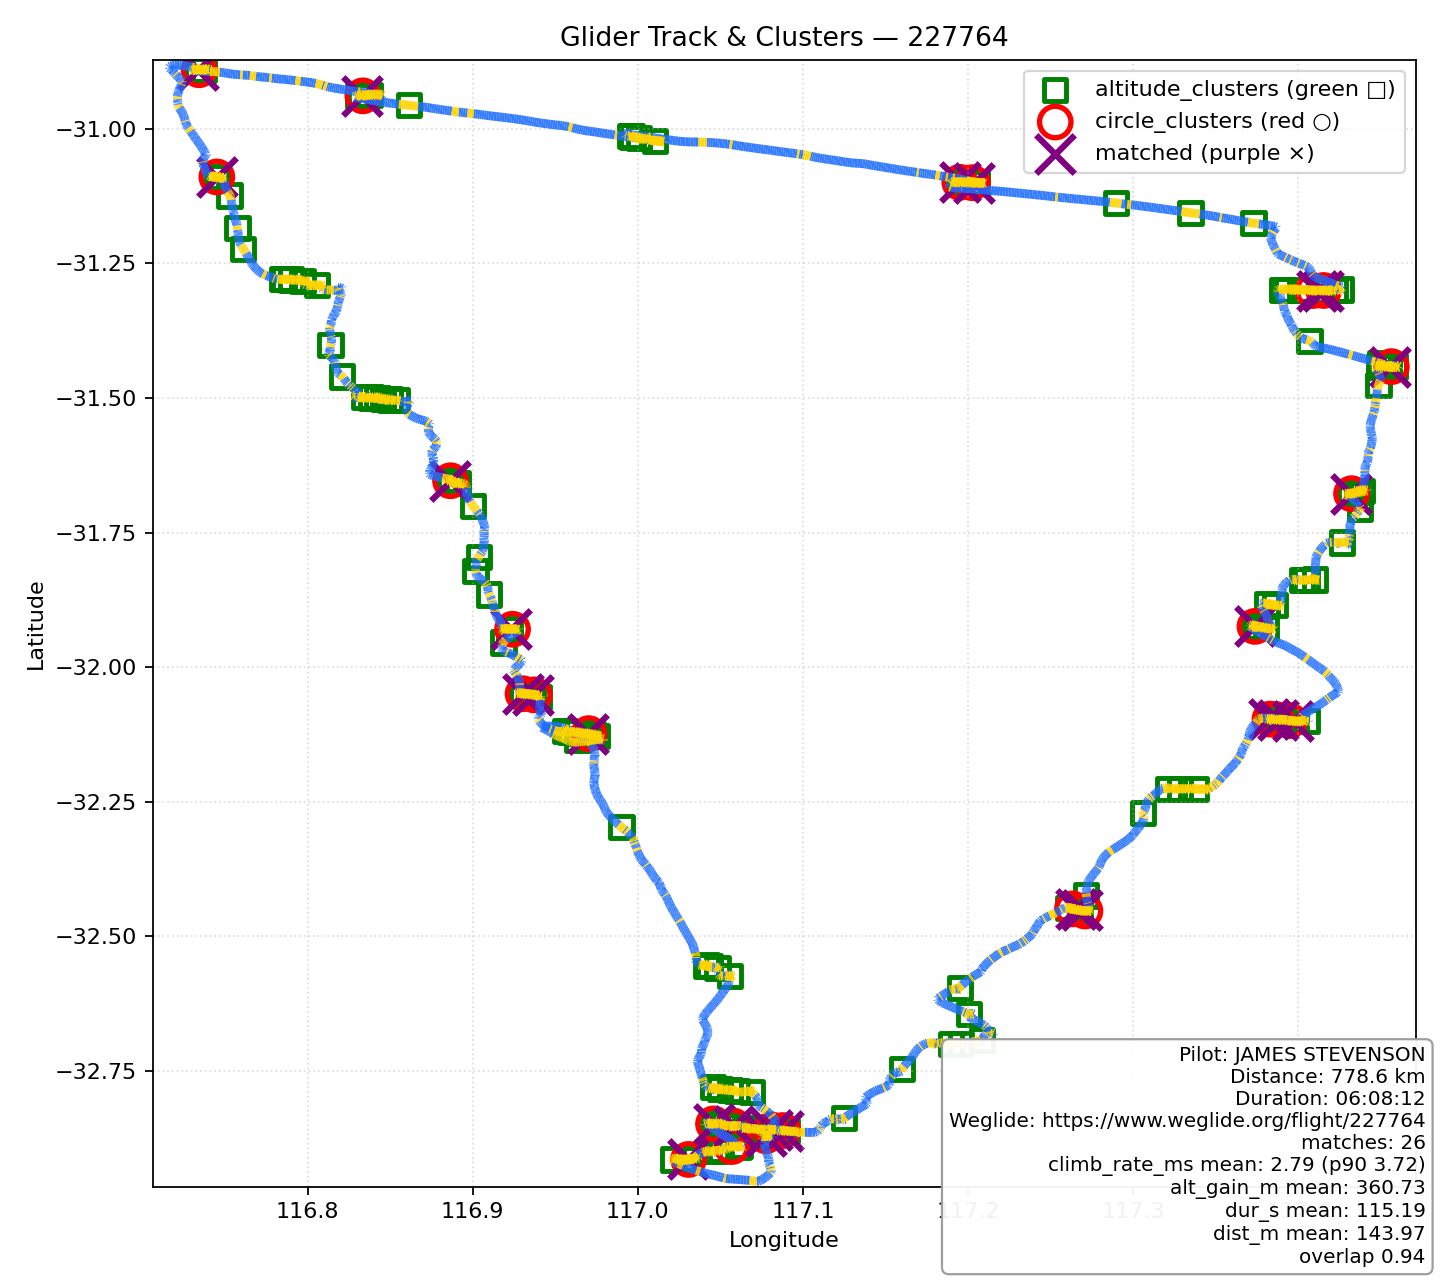 Glider Track & Clusters — 227764
altitude_clusters (green □)
circle_clusters (red ○)
matched (purple ×)
−31.00
−31.25
−31.50
−31.75
−32.00
−32.25
−32.50
−32.75
Latitude
116.8
116.9
117.0
117.1
117.2
117.3
Longitude
Pilot: JAMES STEVENSON
Distance: 778.6 km
Duration: 06:08:12
Weglide: https://www.weglide.org/flight/227764
matches: 26
climb_rate_ms mean: 2.79 (p90 3.72)
alt_gain_m mean: 360.73
dur_s mean: 115.19
dist_m mean: 143.97
overlap 0.94